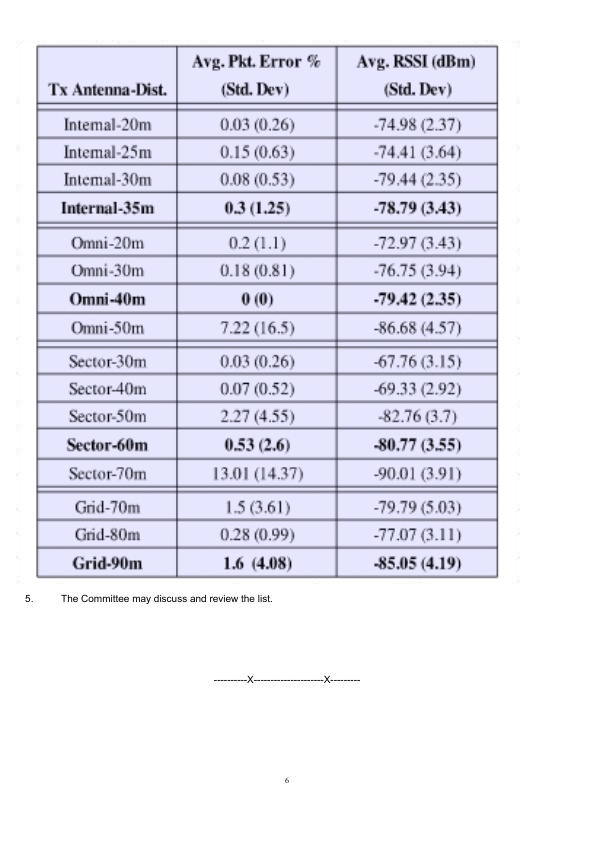 Tx Antenna-Dist. Avg. Pkt. Error % (Std. Dev) Avg. RSSI (dBm) (Std. Dev)
Internal-20m 0.03 (0.26) -74.98 (2.37)
Internal-25m 0.15 (0.63) -74.41 (3.64)
Internal-30m 0.08 (0.53) -79.44 (2.35)
Internal-35m 0.3 (1.25) -78.79 (3.43)
Omni-20m 0.2 (1.1) -72.97 (3.43)
Omni-30m 0.18 (0.81) -76.75 (3.94)
Omni-40m 0 (0) -79.42 (2.35)
Omni-50m 7.22 (16.5) -86.68 (4.57)
Sector-30m 0.03 (0.26) -67.76 (3.15)
Sector-40m 0.07 (0.52) -69.33 (2.92)
Sector-50m 2.27 (4.55) -82.76 (3.7)
Sector-60m 0.53 (2.6) -80.77 (3.55)
Sector-70m 13.01 (14.37) -90.01 (3.91)
Grid-70m 1.5 (3.61) -79.79 (5.03)
Grid-80m 0.28 (0.99) -77.07 (3.11)
Grid-90m 1.6 (4.08) -85.05 (4.19)
5. The Committee may discuss and review the list.
----------X---------------------X---------
6